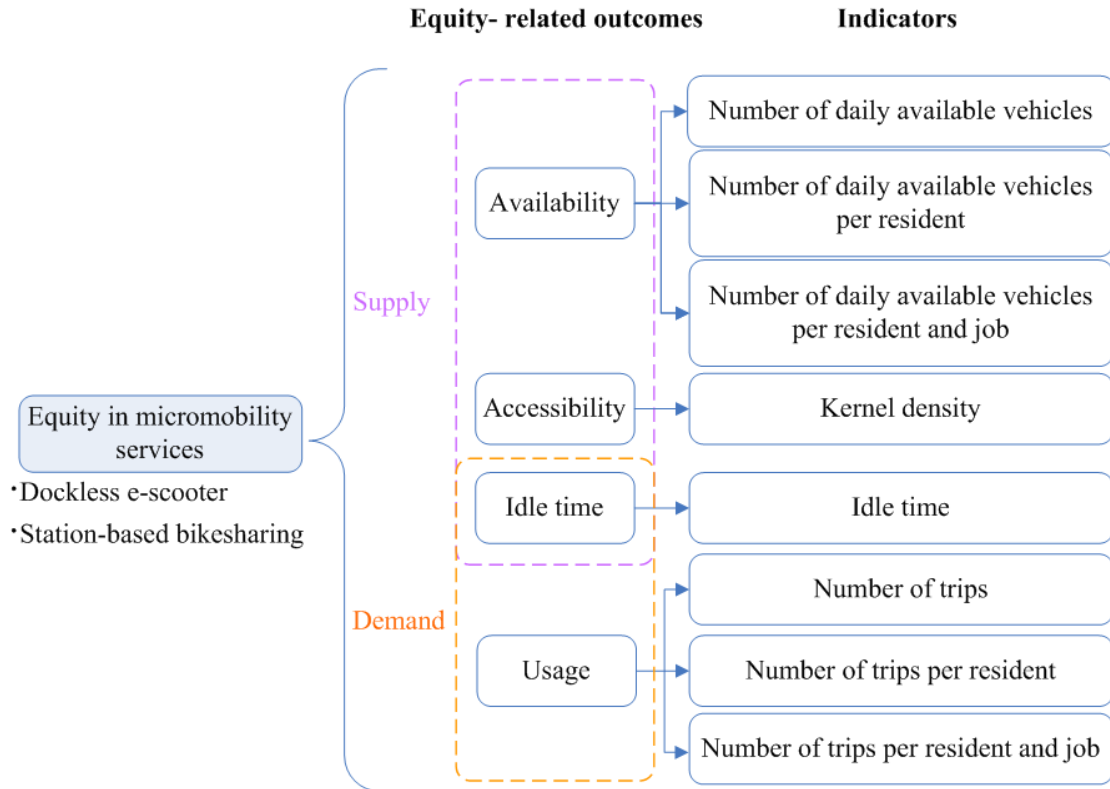 Equity- related outcomes
Indicators
Number of daily available vehicles
Number of daily available vehicles
per resident
Availability
Number of daily available vehicles
per resident and job
Supply
Accessibility
Kernel density
Equity in micromobility
services
·Dockless e-scooter
·Station-based bikesharing
Idle time
Idle time
Demand
Number of trips
Usage
Number of trips per resident
Number of trips per resident and job